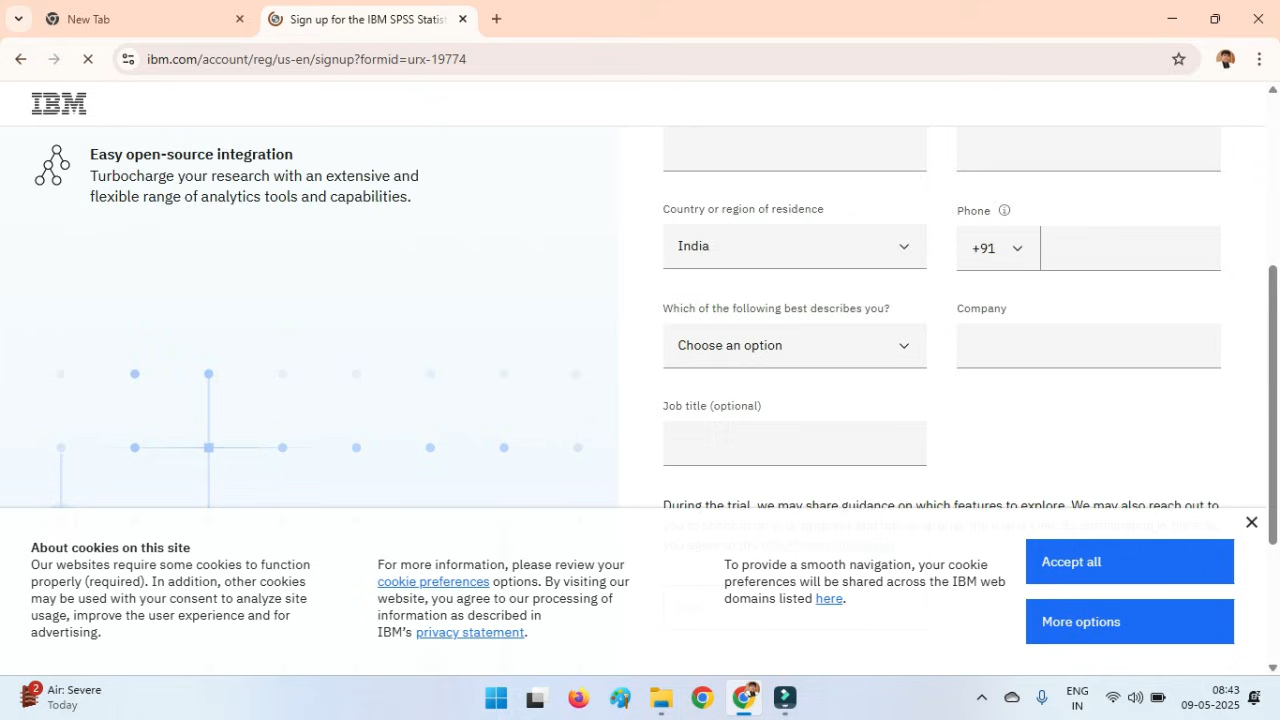 New Tab
Sign up for the IBM SPSS Statis
ibm.com/account/reg/us-en/signup?formid=urx-19774
IBM
Easy open-source integration
Turbocharge your research with an extensive and
flexible range of analytics tools and capabilities.
Country or region of residence
India
Phone
+91
Which of the following best describes you?
Choose an option
Company
Job title (optional)
During the trial, we may share guidance on which features to explore. We may also reach out to
About cookies on this site
Our websites require some cookies to function
properly (required). In addition, other cookies
may be used with your consent to analyze site
usage, improve the user experience and for
advertising.
For more information, please review your
cookie preferences options. By visiting our
website, you agree to our processing of
information as described in
IBM's privacy statement.
To provide a smooth navigation, your cookie
preferences will be shared across the IBM web
domains listed here.
Accept all
More options
2
Air: Severe
Today
ENG
IN
08:43
09-05-2025